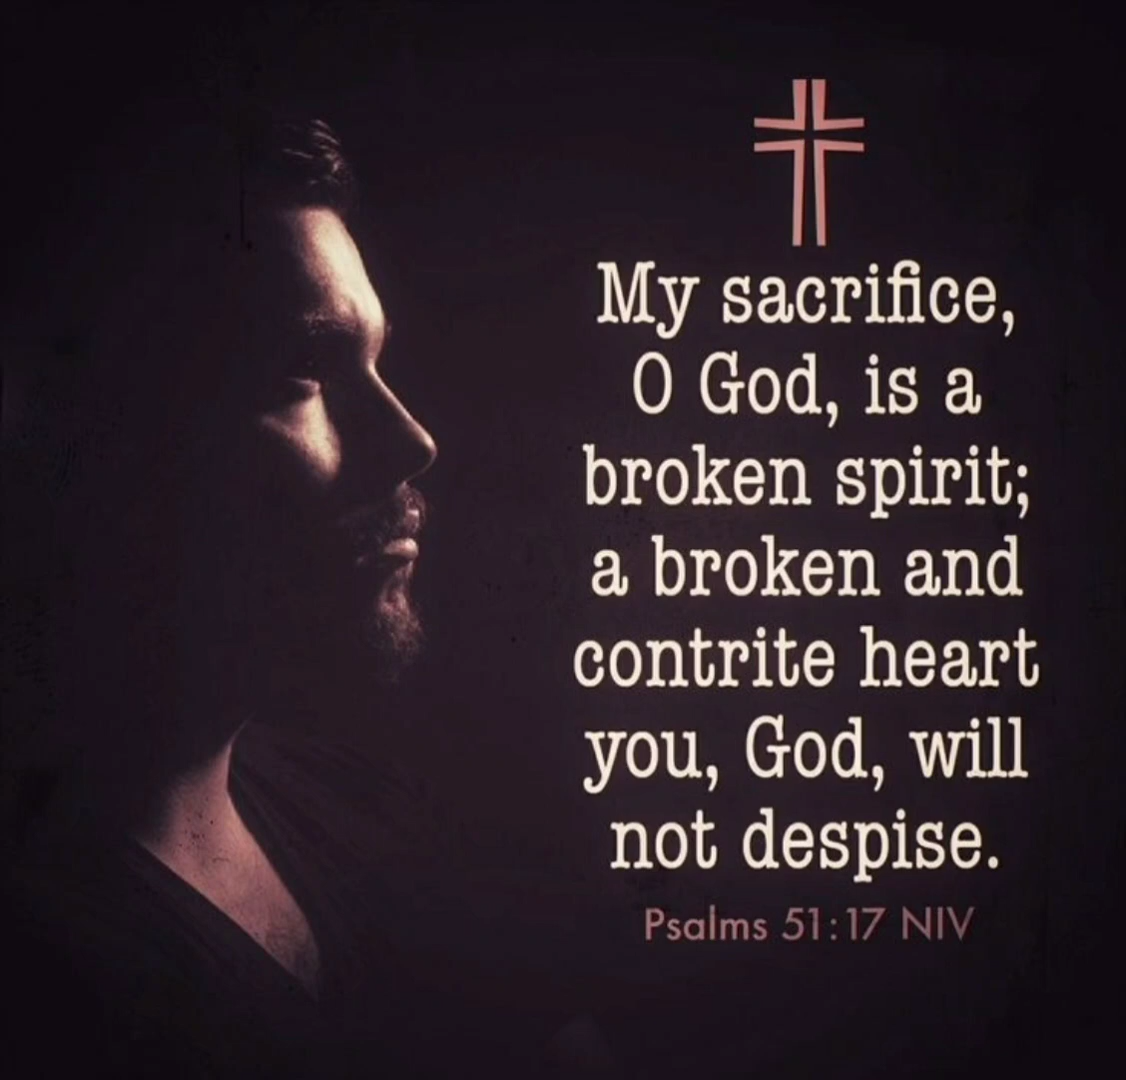 My sacrifice,
O God, is a
broken spirit;
a broken and
contrite heart
you, God, will
not despise.
Psalms 51:17 NIV